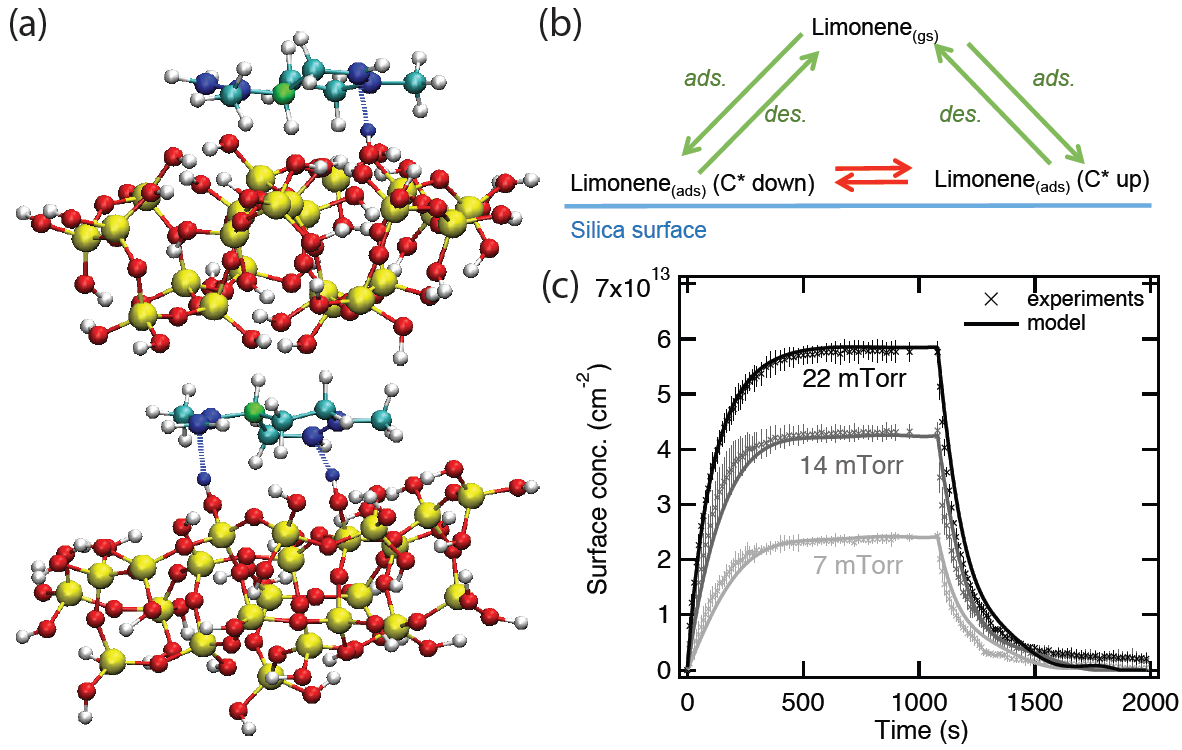 (a)
(b)
Limonene(gs)
ads.
des.
des.
ads.
Limonene(ads) (C* down)
Limonene(ads) (C* up)
Silica surface
(c)
7x10 13
6
5
4
3
2
1
0
Surface conc. (cm-2)
experiments
model
22 mTorr
14 mTorr
7 mTorr
0
500
1000
1500
2000
Time (s)